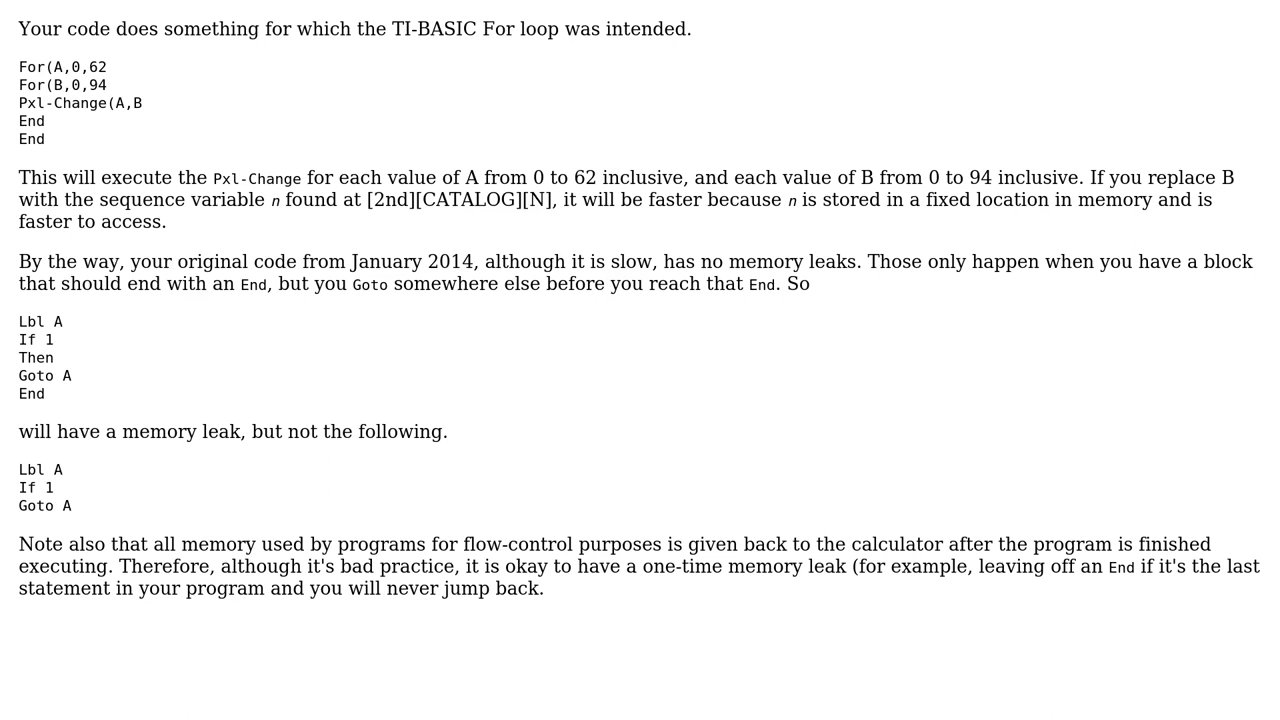 Your code does something for which the TI-BASIC For loop was intended.
For(A,0,62
For(B,0,94
Pxl-Change(A,B
End
End
This will execute the Pxl-Change for each value of A from 0 to 62 inclusive, and each value of B from 0 to 94 inclusive. If you replace B
with the sequence variable n found at [2nd][CATALOG][N], it will be faster because n is stored in a fixed location in memory and is
faster to access.
By the way, your original code from January 2014, although it is slow, has no memory leaks. Those only happen when you have a block
that should end with an End, but you Goto somewhere else before you reach that End. So
Lbl A
If 1
Then
Goto A
End
will have a memory leak, but not the following.
Lbl A
If 1
Goto A
Note also that all memory used by programs for flow-control purposes is given back to the calculator after the program is finished
executing. Therefore, although it's bad practice, it is okay to have a one-time memory leak (for example, leaving off an End if it's the last
statement in your program and you will never jump back.